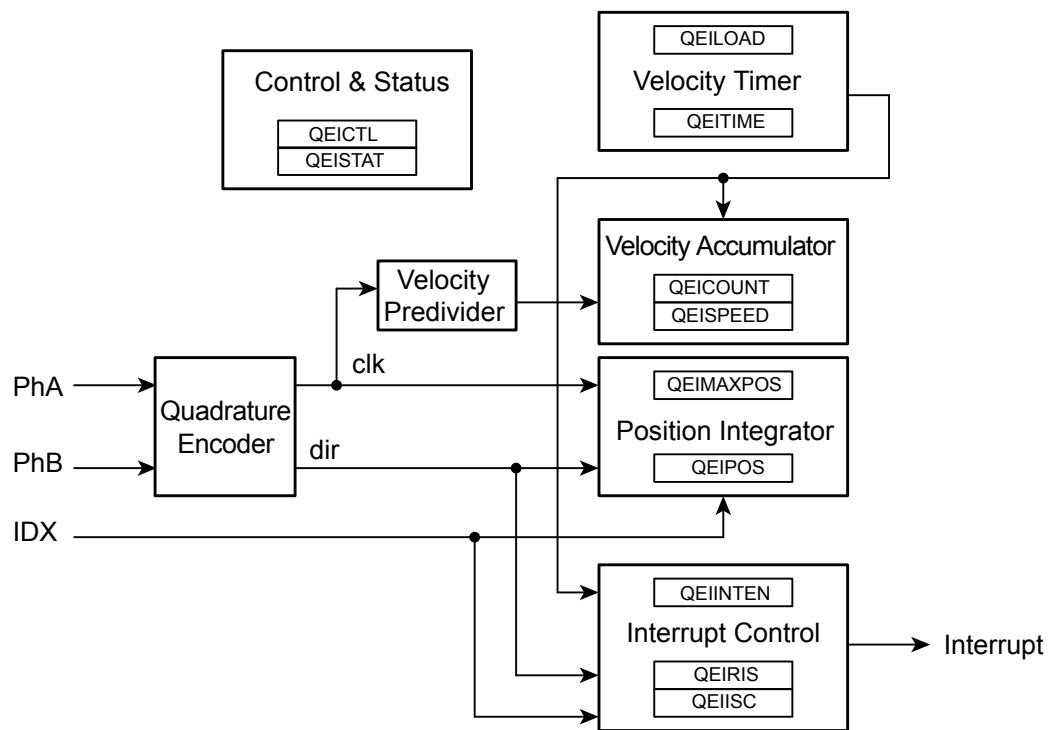 QEILOAD
Velocity Timer
QEITIME
Control & Status
QEICTL
QEISTAT
Velocity Accumulator
QEICOUNT
QEISPEED
Velocity
Predivider
clk
PhA
PhB
IDX
Quadrature
Encoder
dir
QEIMAXPOS
Position Integrator
QEIPOS
QEIINTEN
Interrupt Control
QEIRIS
QEIISC
Interrupt